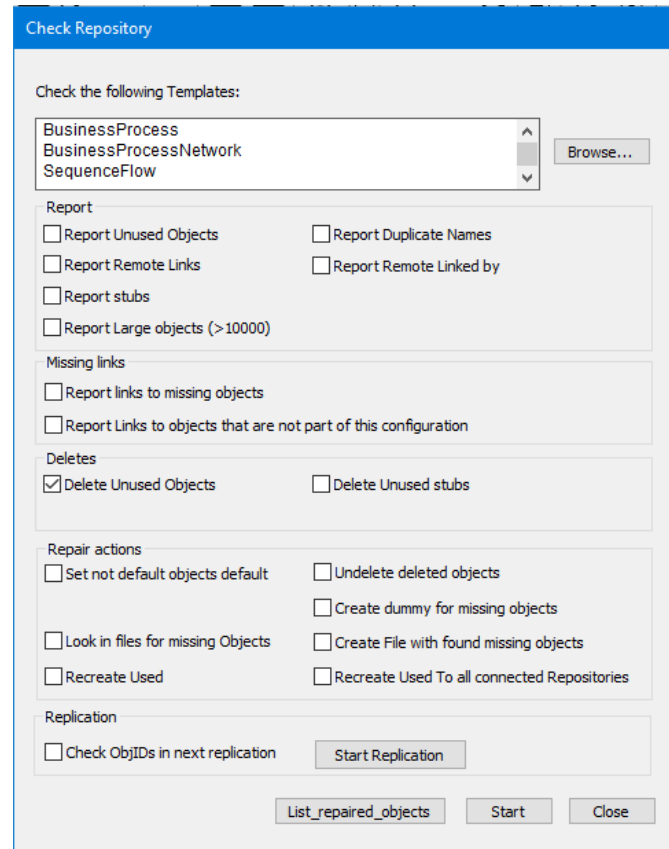 Check Repository
Check the following Templates:
BusinessProcess
BusinessProcessNetwork
SequenceFlow
Browse...
Report
Report Unused Objects
Report Duplicate Names
Report Remote Links
Report Remote Linked by
Report stubs
Report Large objects (>10000)
Missing links
Report links to missing objects
Report Links to objects that are not part of this configuration
Deletes
Delete Unused Objects
Delete Unused stubs
Repair actions
Set not default objects default
Undelete deleted objects
Create dummy for missing objects
Look in files for missing Objects
Create File with found missing objects
Recreate Used
Recreate Used To all connected Repositories
Replication
Check ObjIDs in next replication
Start Replication
List_repaired_objects
Start
Close